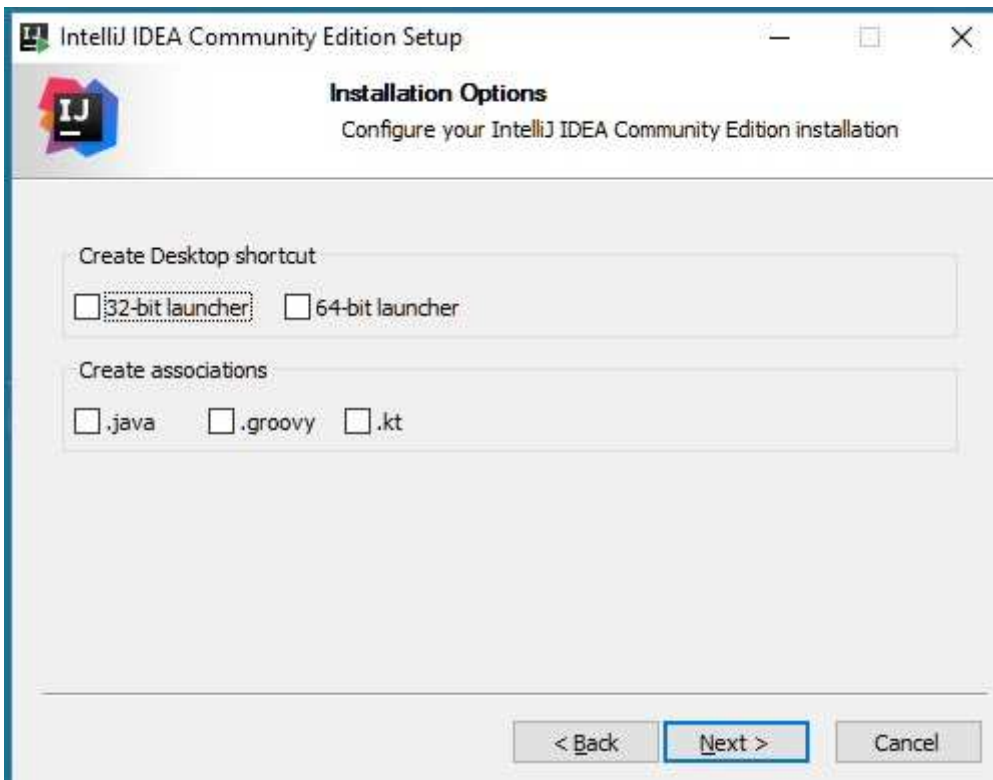 IntelliJ IDEA Community Edition Setup
IJ
Installation Options
Configure your IntelliJ IDEA Community Edition installation
Create Desktop shortcut
32-bit launcher 64-bit launcher
Create associations
.java .groovy .kt
< Back Next > Cancel